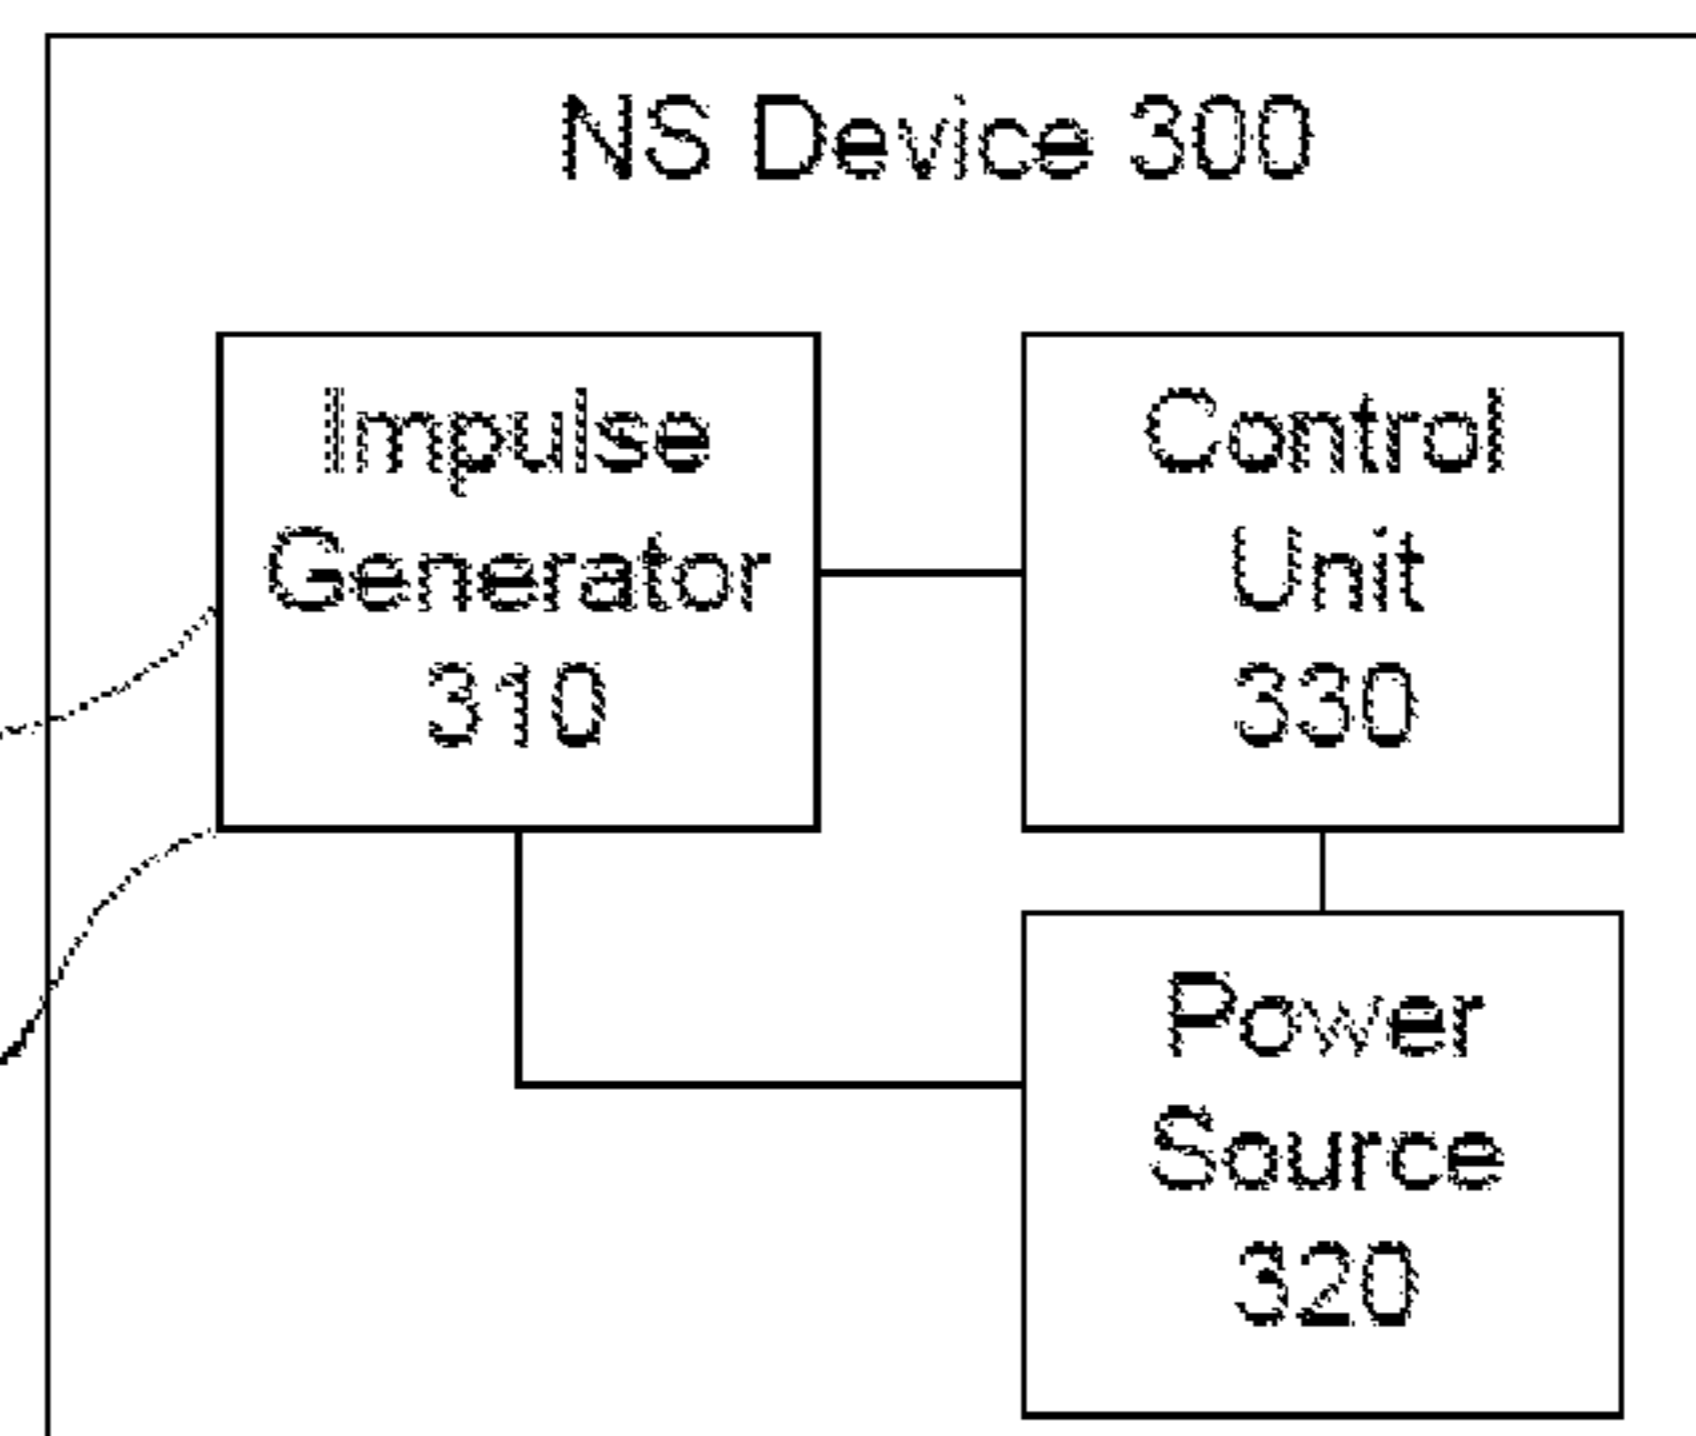 NS Device 300
Impulse
Generator
310
Control
Unit
330
Power
Source
320